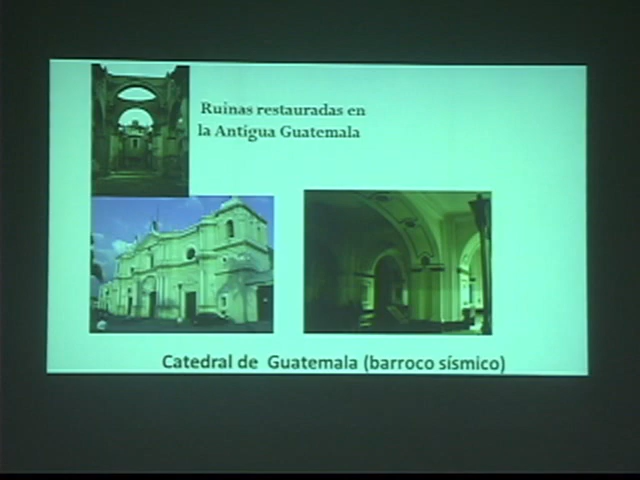 Ruinas restauradas en
la Antigua Guatemala
Catedral de Guatemala (barroco sísmico)